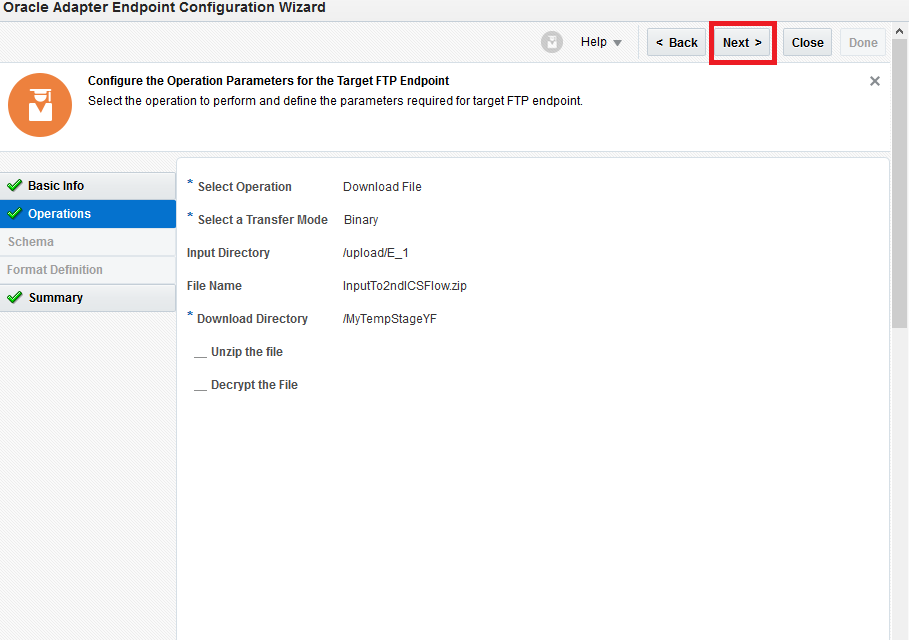 Oracle Adapter Endpoint Configuration Wizard
Help < Back Next > Close Done
Configure the Operation Parameters for the Target FTP Endpoint
Select the operation to perform and define the parameters required for target FTP endpoint.
Basic Info
Operations
Schema
Format Definition
Summary
* Select Operation Download File
* Select a Transfer Mode Binary
Input Directory /upload/E_1
File Name InputTo2ndICSFlow.zip
* Download Directory /MyTempStageYF
__ Unzip the file
__ Decrypt the File